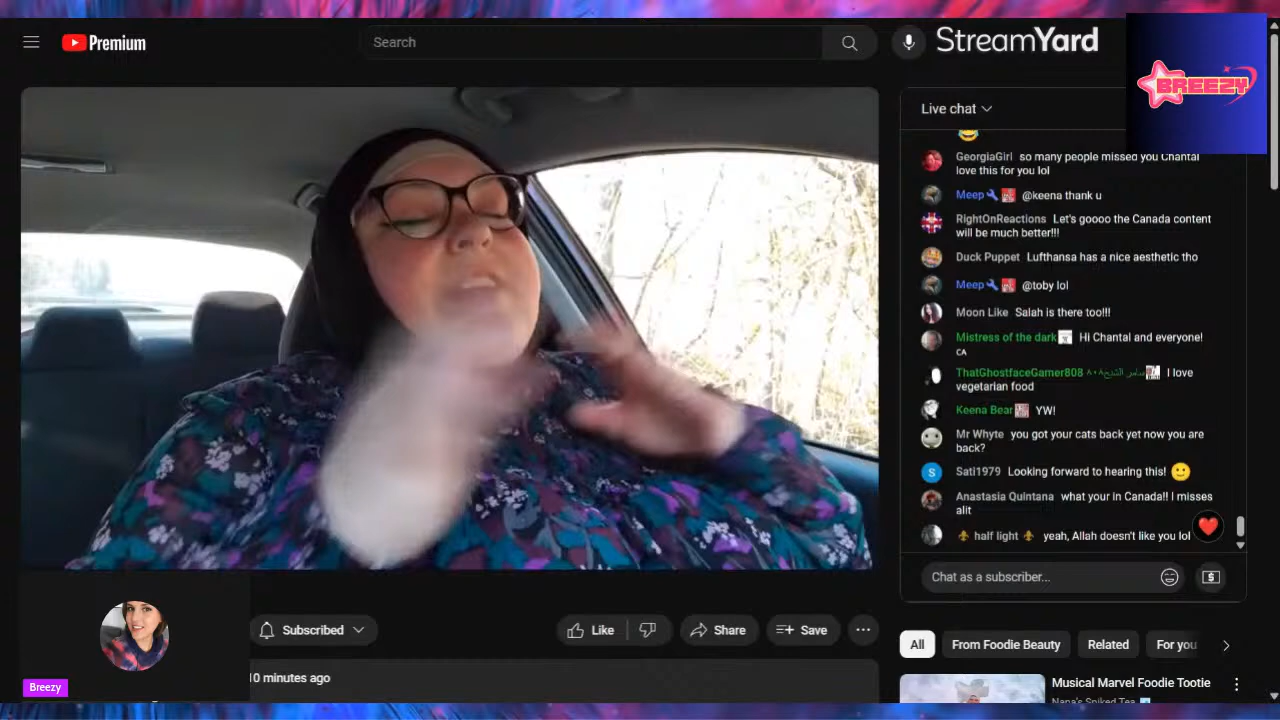 Premium
Search
StreamYard
BREEZY
Live chat
GeorgiaGirl so many people missed you Chantal
love this for you lol
Meep @keena thank u
RightOnReactions Let's goooo the Canada content
will be much better!!!
Duck Puppet Lufthansa has a nice aesthetic tho
Meep @toby lol
Moon Like Salah is there too!!!
Mistress of the dark Hi Chantal and everyone!
CA
ThatGhostfaceGamer808 I love
vegetarian food
Keena Bear YW!
Mr Whyte you got your cats back yet now you are
back?
S Sati1979 Looking forward to hearing this!
Anastasia Quintana what your in Canada!! I misses
alit
half light yeah, Allah doesn't like you lol
Chat as a subscriber...
Subscribed
Like
Share
Save
All
From Foodie Beauty
Related
For you
10 minutes ago
Breezy
Musical Marvel Foodie Tootie
Nana's Spiked Tea